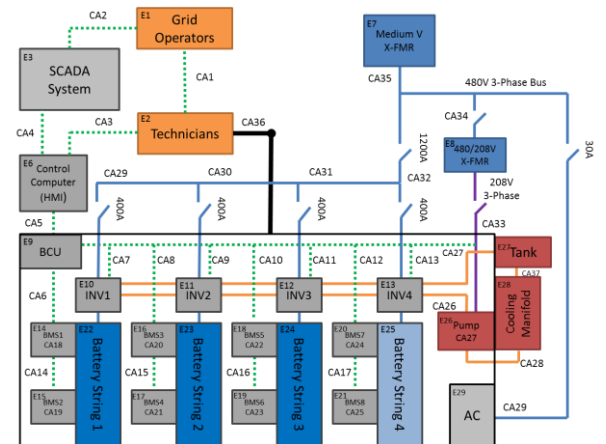 E1
Grid
Operators
CA2
E3
SCADA
System
CA1
E7
Medium V
X-FMR
CA35
480V 3-Phase Bus
CA4
CA3
E2
Technicians
CA36
CA34
E8
480/208V
X-FMR
1200A
30A
E6
Control
Computer
(HMI)
CA29
CA30
CA31
CA32
208V
3-Phase
CA5
400A
400A
400A
400A
CA33
E9
BCU
CA7
CA8
CA9
CA10
CA11
CA12
CA13
CA27
E27
Tank
CA37
CA6
E10
INV1
E11
INV2
E12
INV3
E13
INV4
CA26
E28
Cooling
Manifold
E26
Pump
CA27
CA28
E14
BMS1
CA18
E22
Battery String 1
E16
BMS3
CA20
E23
Battery String 2
E18
BMS5
CA22
E24
Battery String 3
E20
BMS7
CA24
E25
Battery String 4
CA14
CA15
CA16
CA17
E15
BMS2
CA19
E17
BMS4
CA21
E19
BMS6
CA23
E21
BMS8
CA25
E29
AC
CA29